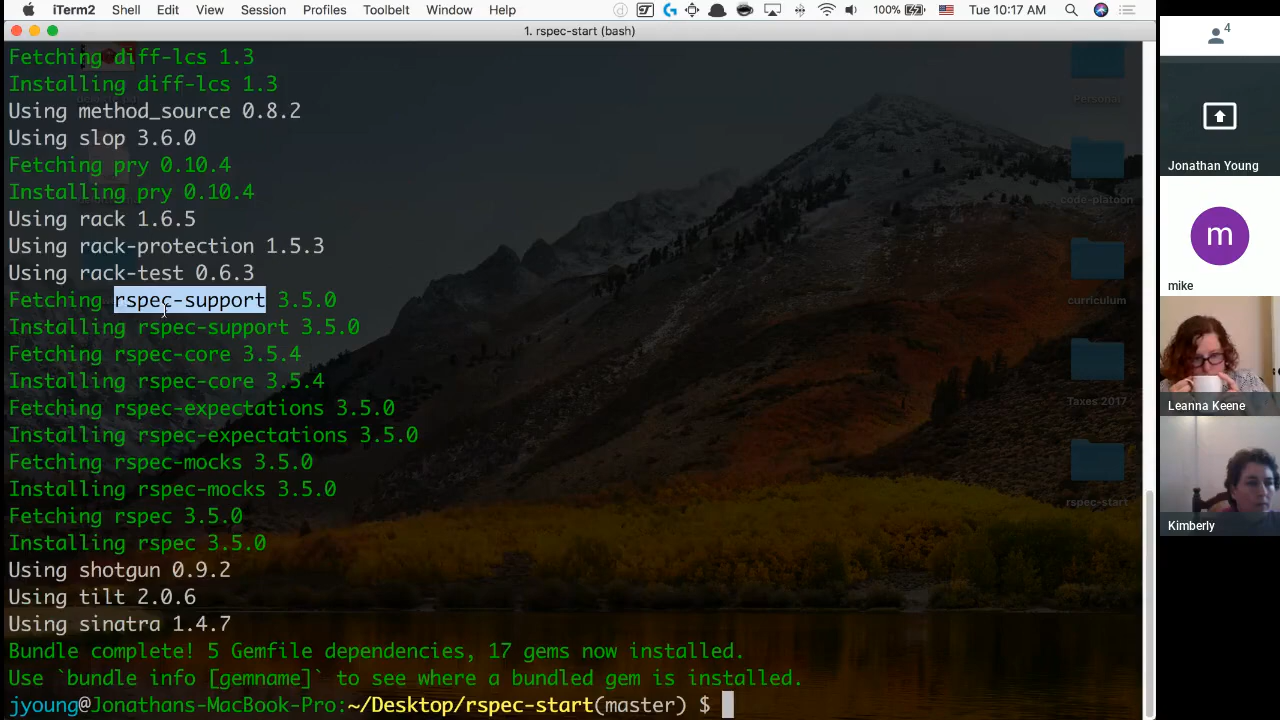 iTerm2 Shell Edit View Session Profiles Toolbelt Window Help 100% Tue 10:17 AM
1. rspec-start (bash)
Fetching diff-lcs 1.3
Installing diff-lcs 1.3
Using method_source 0.8.2
Using slop 3.6.0
Fetching pry 0.10.4
Installing pry 0.10.4
Using rack 1.6.5
Using rack-protection 1.5.3
Using rack-test 0.6.3
Fetching rspec-support 3.5.0
Installing rspec-support 3.5.0
Fetching rspec-core 3.5.4
Installing rspec-core 3.5.4
Fetching rspec-expectations 3.5.0
Installing rspec-expectations 3.5.0
Fetching rspec-mocks 3.5.0
Installing rspec-mocks 3.5.0
Fetching rspec 3.5.0
Installing rspec 3.5.0
Using shotgun 0.9.2
Using tilt 2.0.6
Using sinatra 1.4.7
Bundle complete! 5 Gemfile dependencies, 17 gems now installed.
Use `bundle info [gemname]` to see where a bundled gem is installed.
jyoung@Jonathans-MacBook-Pro:~/Desktop/rspec-start(master) $
Personal
code-platoon
curriculum
Taxes 2017
rspec-start
4
Jonathan Young
m
mike
Leanna Keene
Kimberly